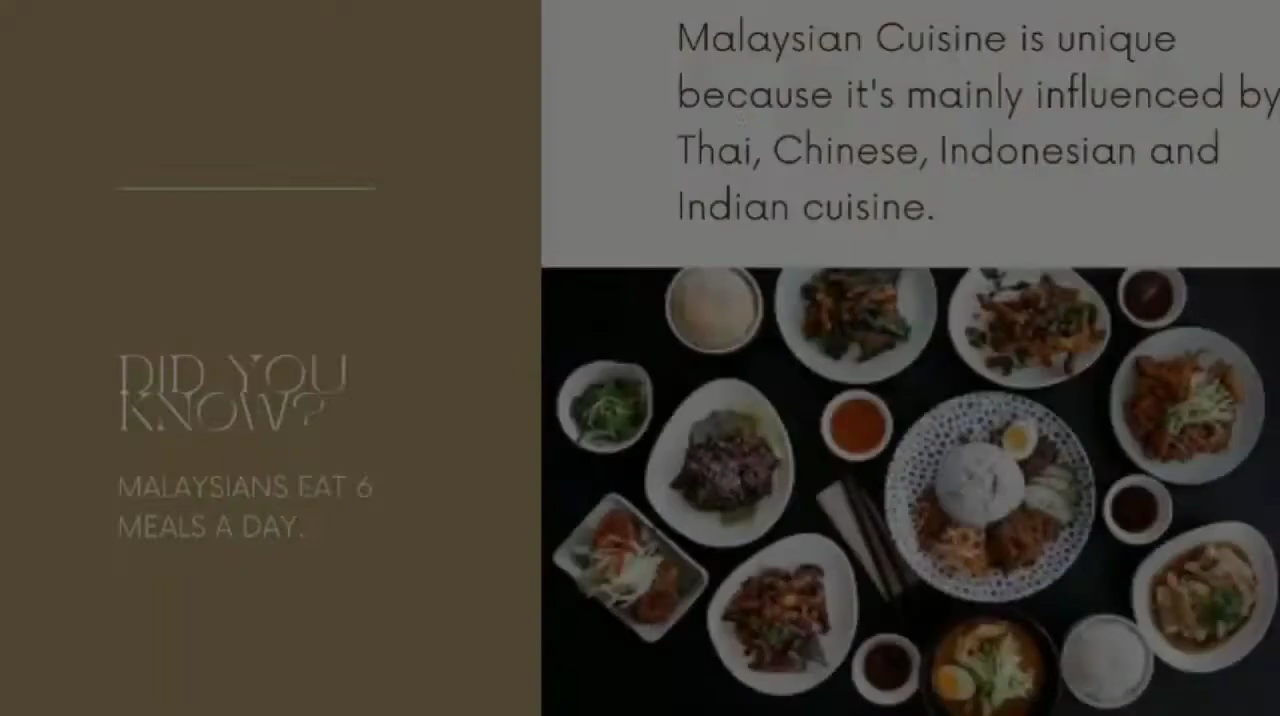 DID YOU
KNOW?
MALAYSIANS EAT 6
MEALS A DAY.
Malaysian Cuisine is unique
because it's mainly influenced by
Thai, Chinese, Indonesian and
Indian cuisine.